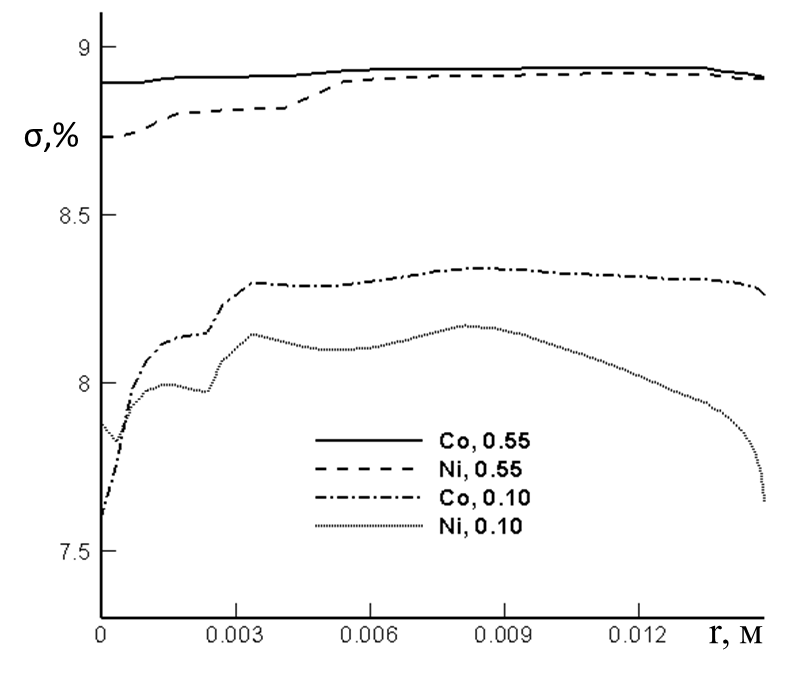 9
σ,%
8.5
8
Co, 0.55
Ni, 0.55
Co, 0.10
Ni, 0.10
7.5
0 0.003 0.006 0.009 0.012 r, м